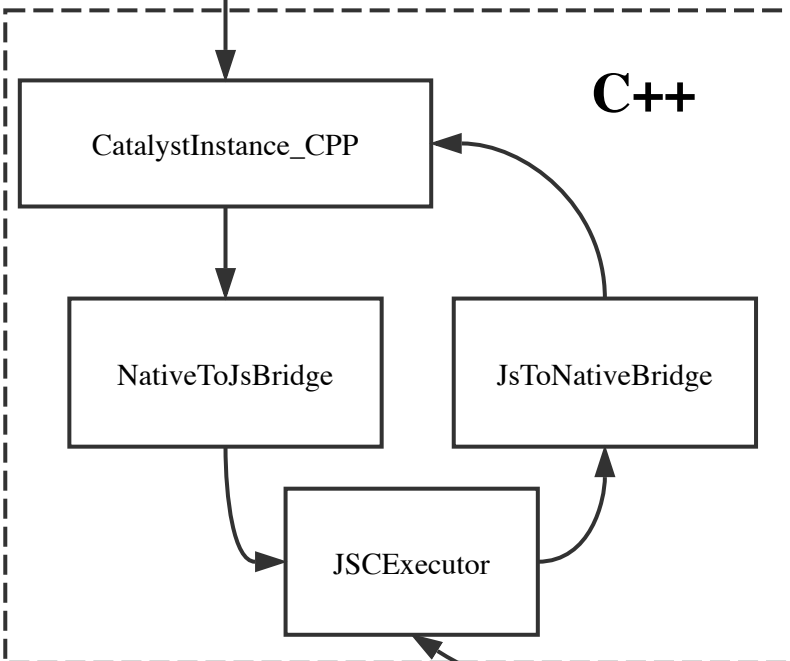 C++
CatalystInstance_CPP
NativeToJsBridge
JsToNativeBridge
JSCExecutor